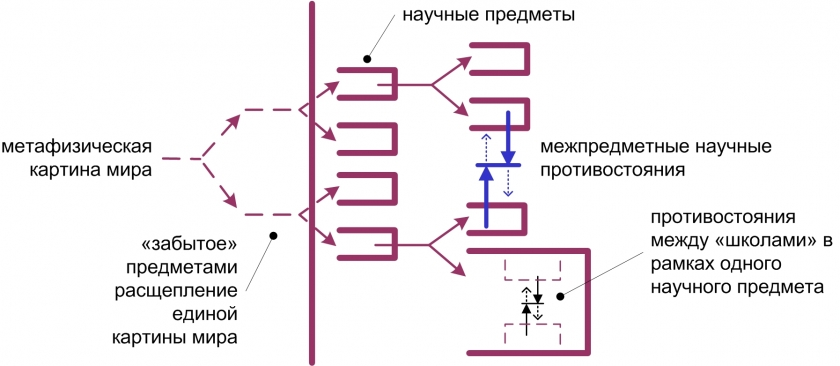 научные предметы
метафизическая
картина мира
межпредметные научные
противостояния
«забытое»
предметами
расщепление
единой
картины мира
противостояния
между «школами» в
рамках одного
научного предмета